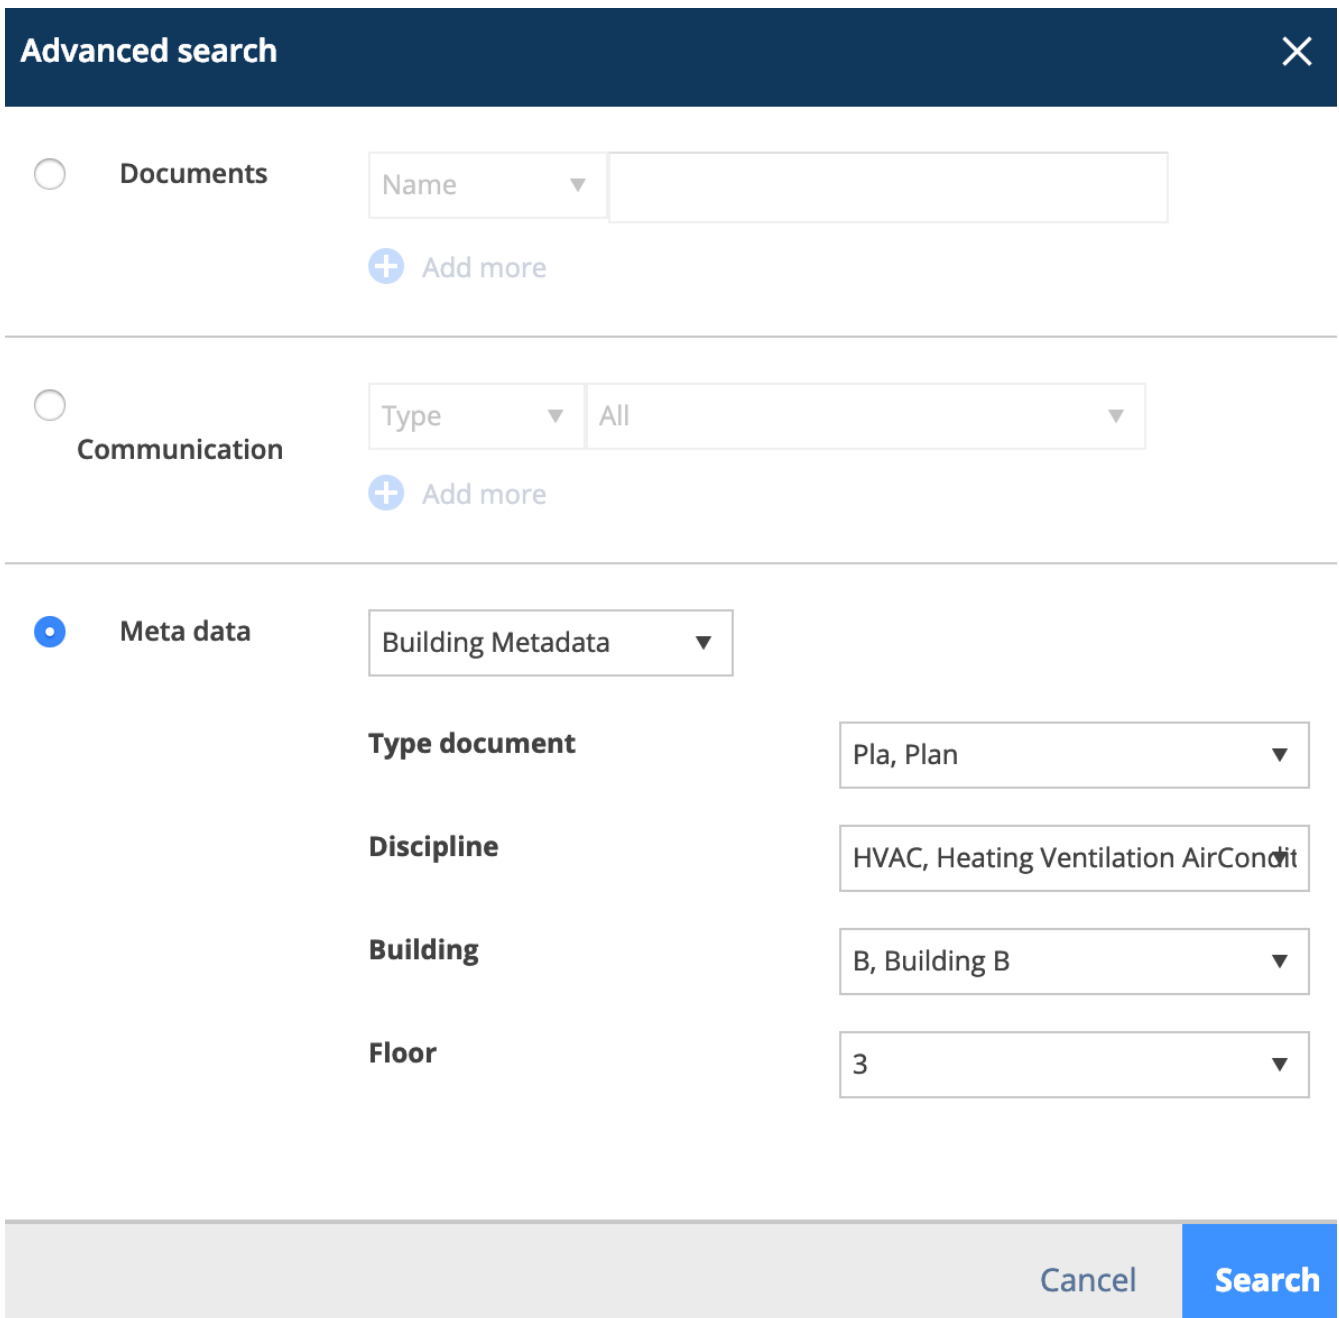 Advanced search
Documents
Name
Add more
Type
All
Communication
Add more
Meta data
Building Metadata
Type document
Pla, Plan
Discipline
HVAC, Heating Ventilation AirCondit
Building
B, Building B
Floor
3
Cancel
Search